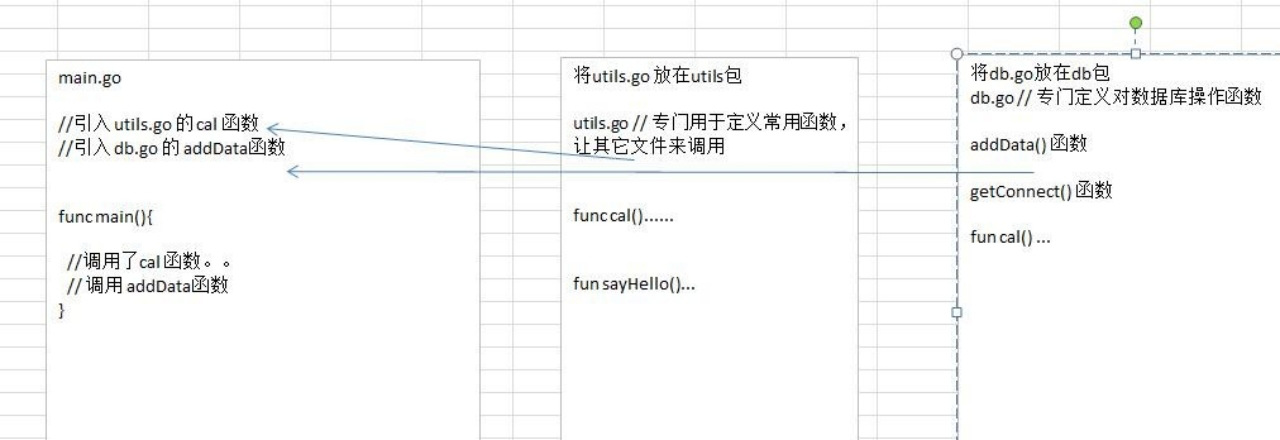 main.go
//引入 utils.go 的 cal 函数
//引入 db.go 的 addData函数
func main(){
//调用了cal 函数。。
// 调用 addData函数
}
将utils.go 放在utils包
utils.go // 专门用于定义常用函数，
让其它文件来调用
func cal()......
fun sayHello()...
将db.go放在db包
db.go // 专门定义对数据库操作函数
addData() 函数
getConnect() 函数
fun cal() ...